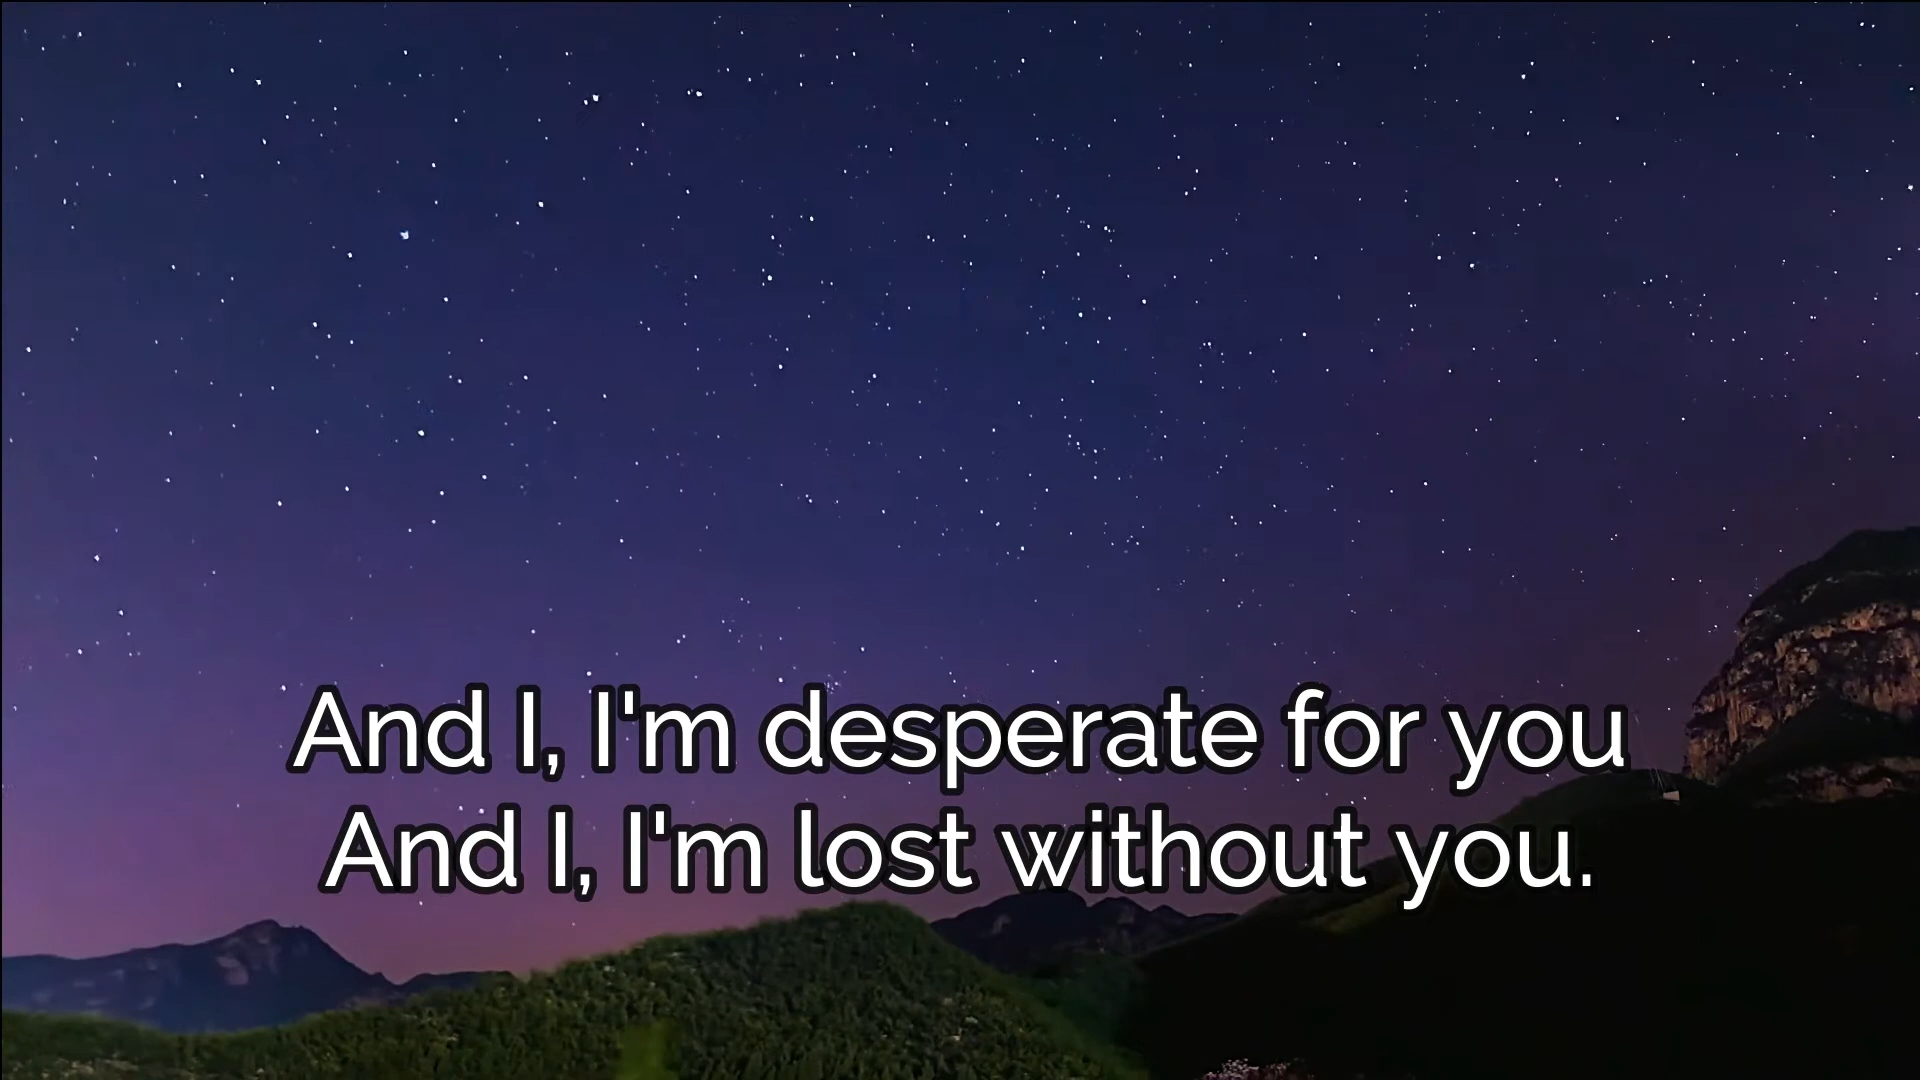 And I, I'm desperate for you
And I, I'm lost without you.